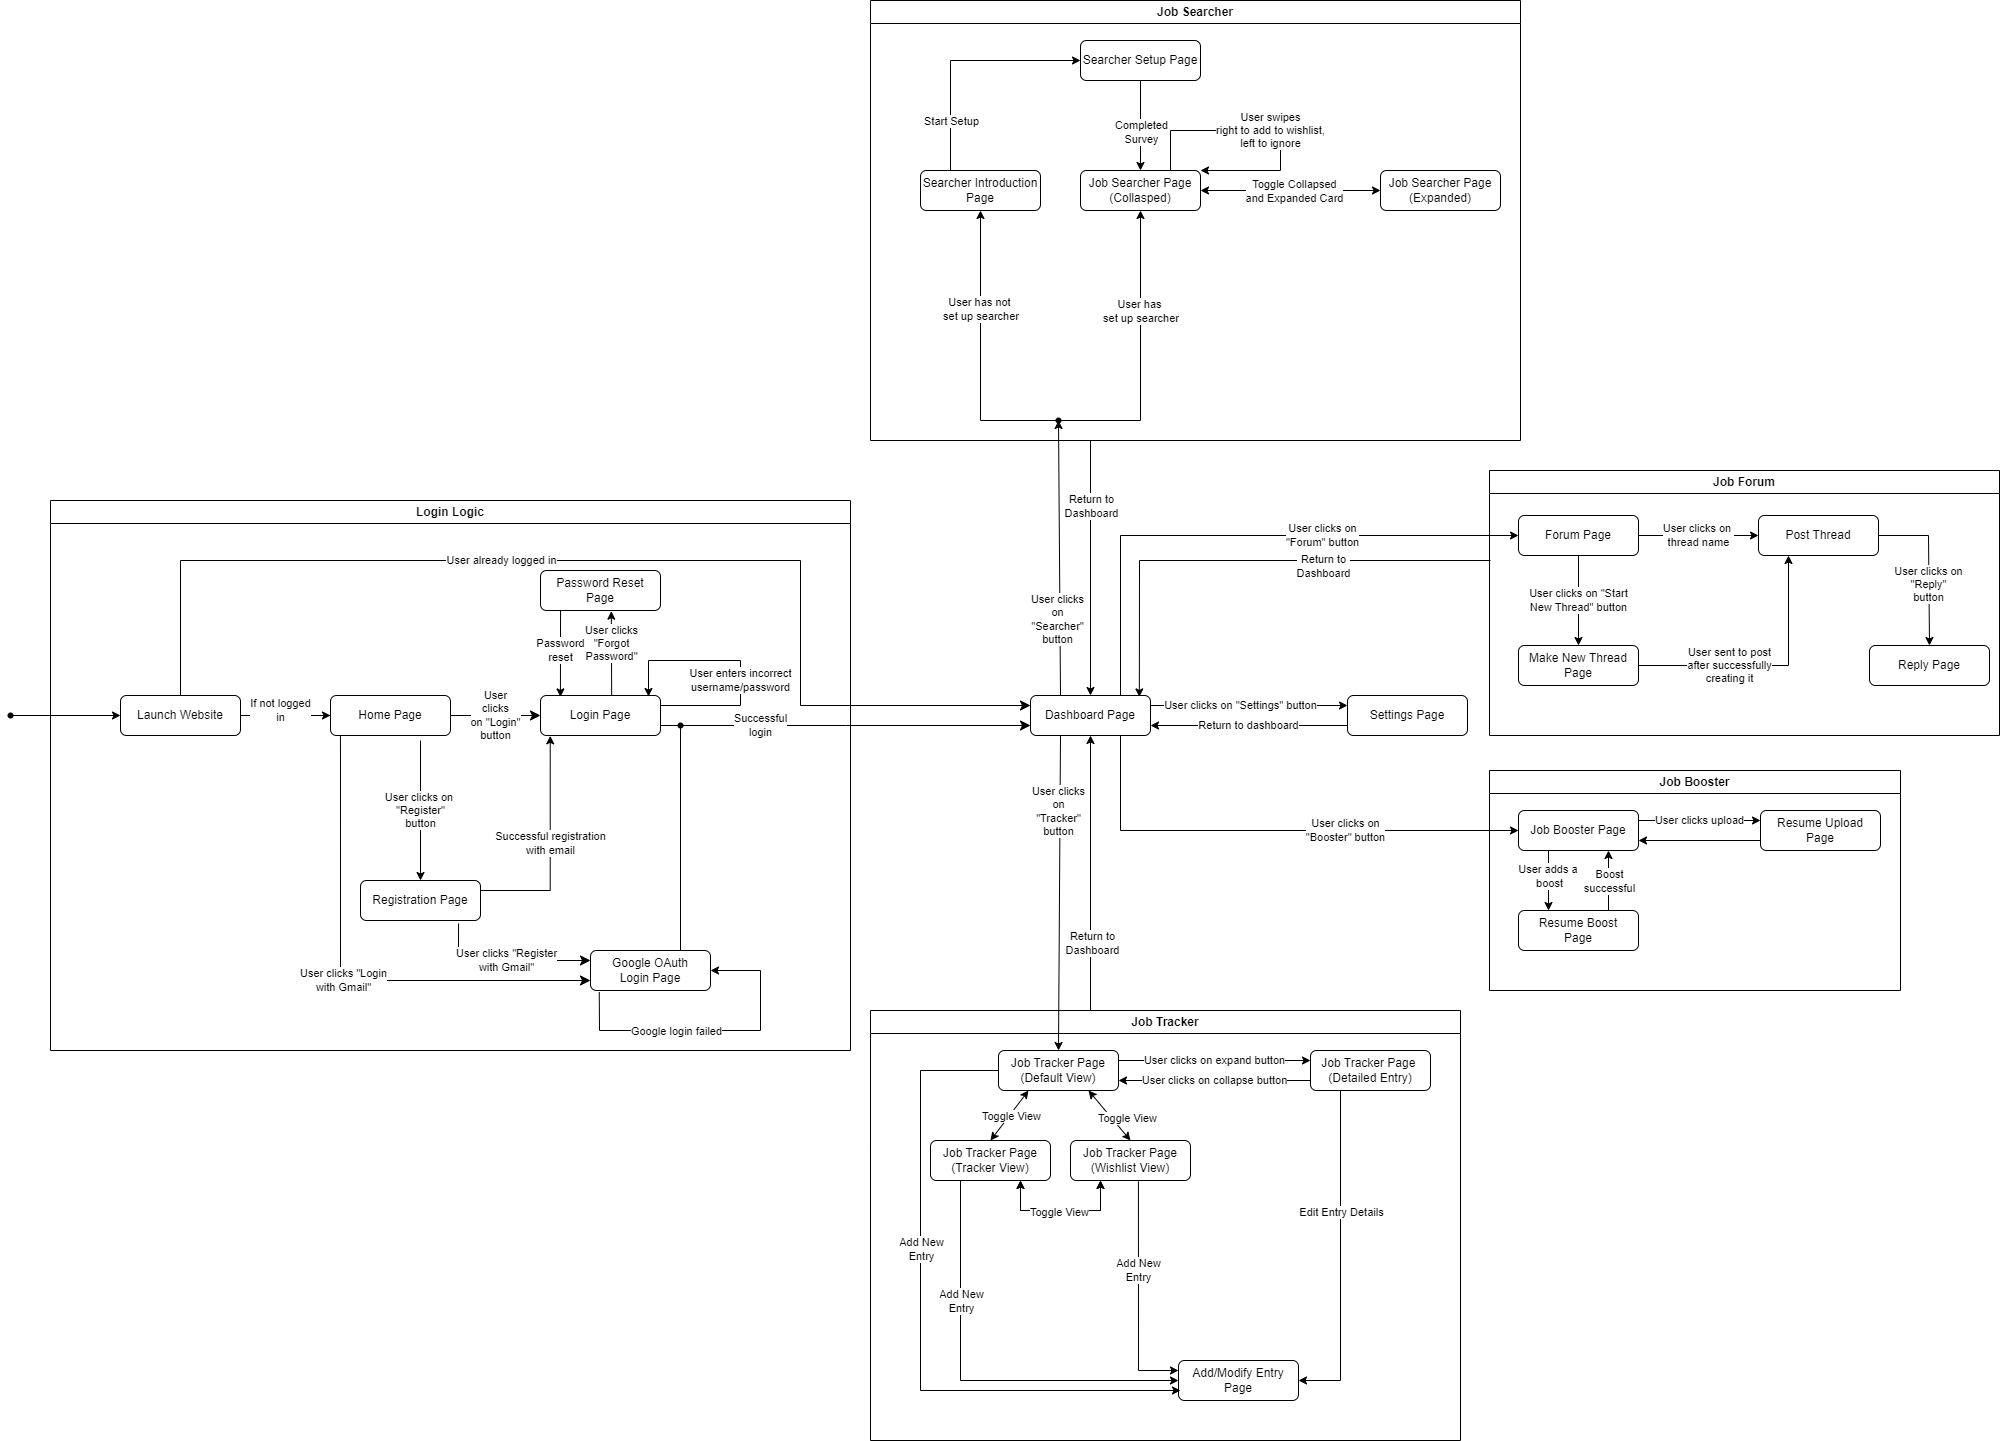 Job Searcher
Searcher Setup Page
Start Setup
Completed
Survey
User swipes
right to add to wishlist,
left to ignore
Searcher Introduction
Page
Job Searcher Page
(Collasped)
Toggle Collapsed
and Expanded Card
Job Searcher Page
(Expanded)
User has not
set up searcher
User has
set up searcher
Return to
Dashboard
User clicks
on
"Searcher"
button
Login Logic
User already logged in
Password Reset
Page
Password
reset
User clicks
"Forgot
Password"
User enters incorrect
username/password
Launch Website
If not logged
in
Home Page
User
clicks
on "Login"
button
Login Page
Successful
login
User clicks on
"Register"
button
Successful registration
with email
Registration Page
User clicks "Register
with Gmail"
User clicks "Login
with Gmail"
Google OAuth
Login Page
Google login failed
Dashboard Page
User clicks on "Settings" button
Return to dashboard
Settings Page
User clicks on
"Forum" button
Return to
Dashboard
Job Forum
Forum Page
User clicks on
thread name
Post Thread
User clicks on "Start
New Thread" button
User clicks on
"Reply"
button
Make New Thread
Page
User sent to post
after successfully
creating it
Reply Page
User clicks on
"Booster" button
Job Booster
Job Booster Page
User clicks upload
Resume Upload
Page
User adds a
boost
Boost
successful
Resume Boost
Page
User clicks
on
"Tracker"
button
Return to
Dashboard
Job Tracker
Job Tracker Page
(Default View)
User clicks on expand button
User clicks on collapse button
Job Tracker Page
(Detailed Entry)
Toggle View
Toggle View
Job Tracker Page
(Tracker View)
Job Tracker Page
(Wishlist View)
Toggle View
Edit Entry Details
Add New
Entry
Add New
Entry
Add New
Entry
Add/Modify Entry
Page